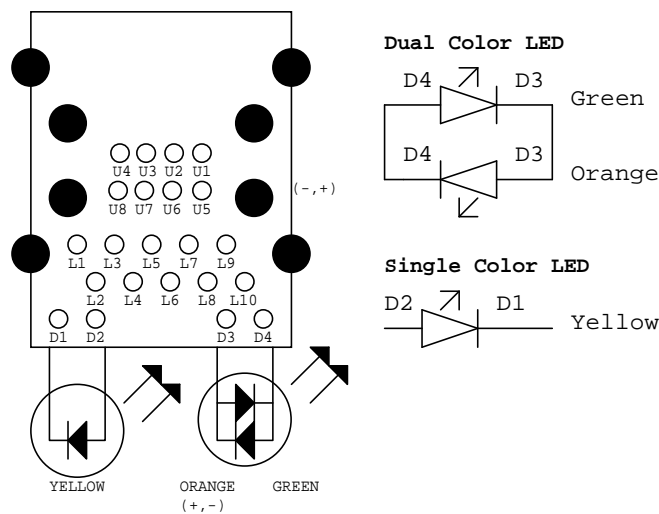 Dual Color LED
D4 D3
Green
D4 D3
Orange
Single Color LED
D2 D1
Yellow
U4 U3 U2 U1
U8 U7 U6 U5
(-,+)
L1 L3 L5 L7 L9
L2 L4 L6 L8 L10
D1 D2 D3 D4
YELLOW ORANGE GREEN
(+,-)